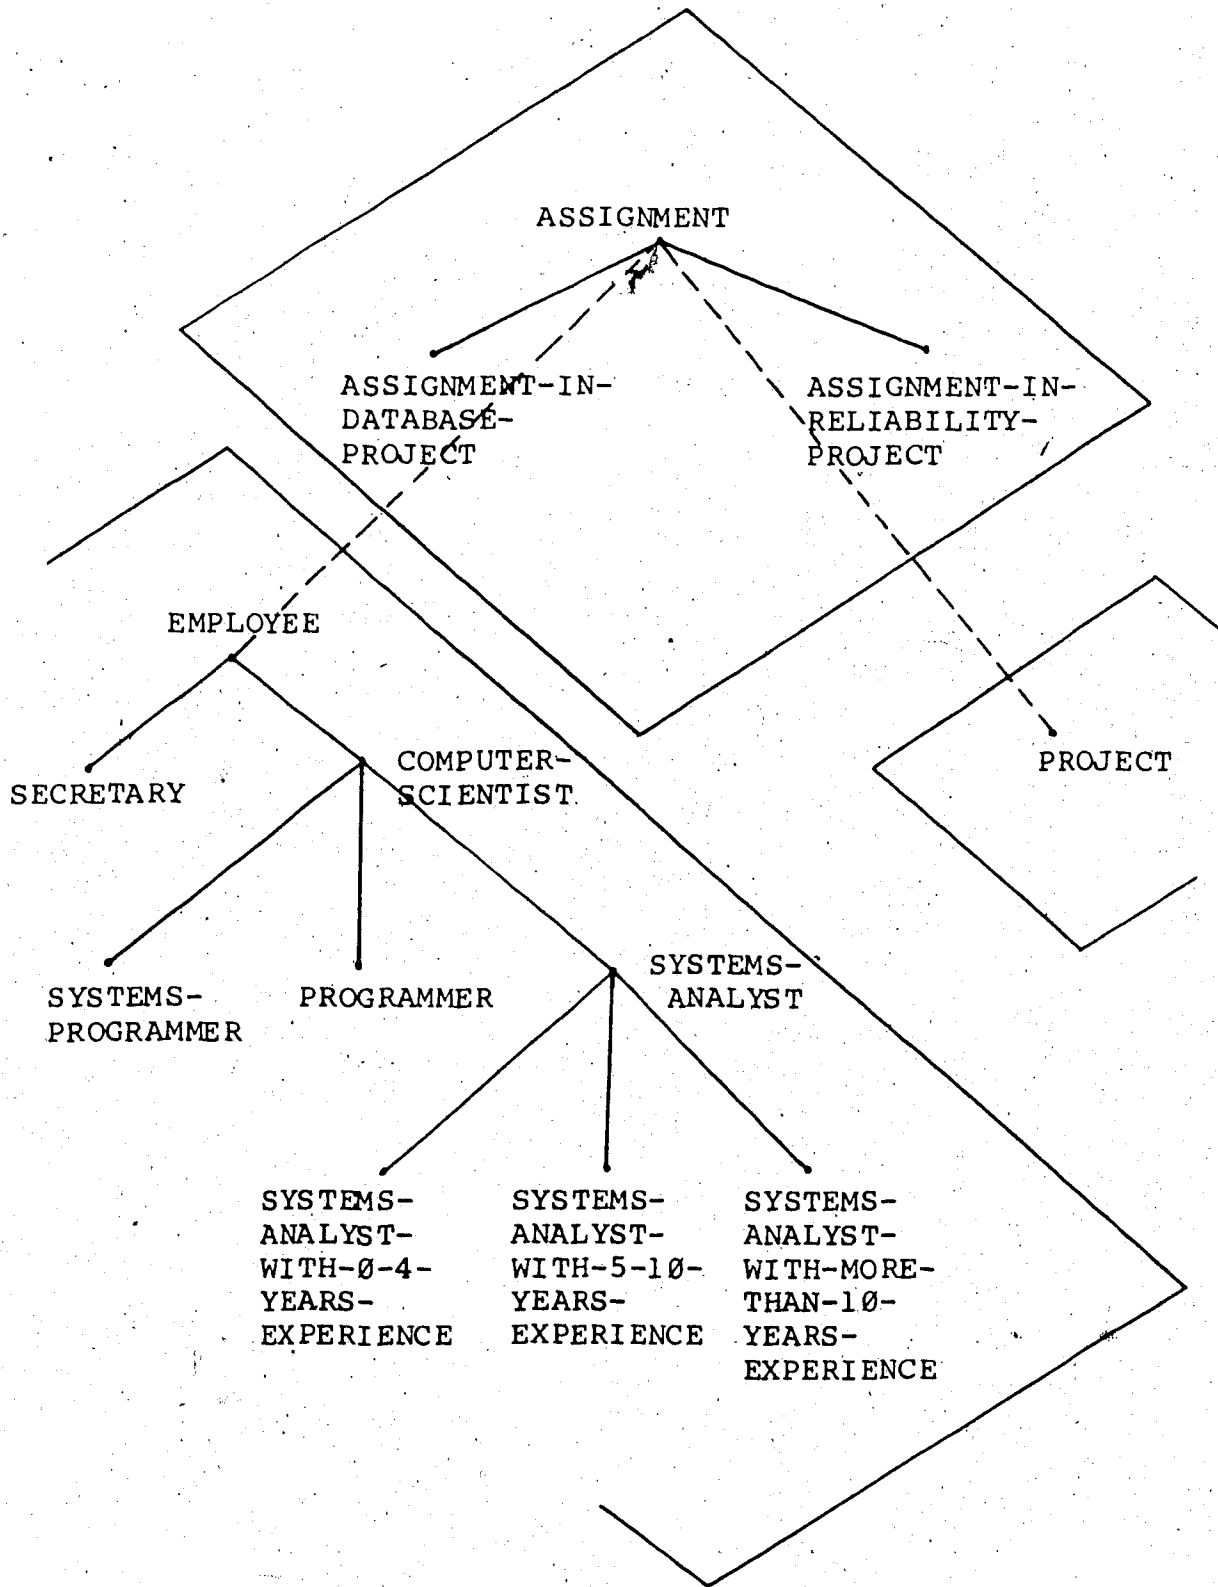 ASSIGNMENT
ASSIGNMENT-IN-
DATABASE-
PROJECT
ASSIGNMENT-IN-
RELIABILITY-
PROJECT
EMPLOYEE
SECRETARY
COMPUTER-
SCIENTIST
PROJECT
SYSTEMS-
PROGRAMMER
PROGRAMMER
SYSTEMS-
ANALYST
SYSTEMS-
ANALYST-
WITH-0-4-
YEARS-
EXPERIENCE
SYSTEMS-
ANALYST-
WITH-5-10-
YEARS-
EXPERIENCE
SYSTEMS-
ANALYST-
WITH-MORE-
THAN-10-
YEARS-
EXPERIENCE